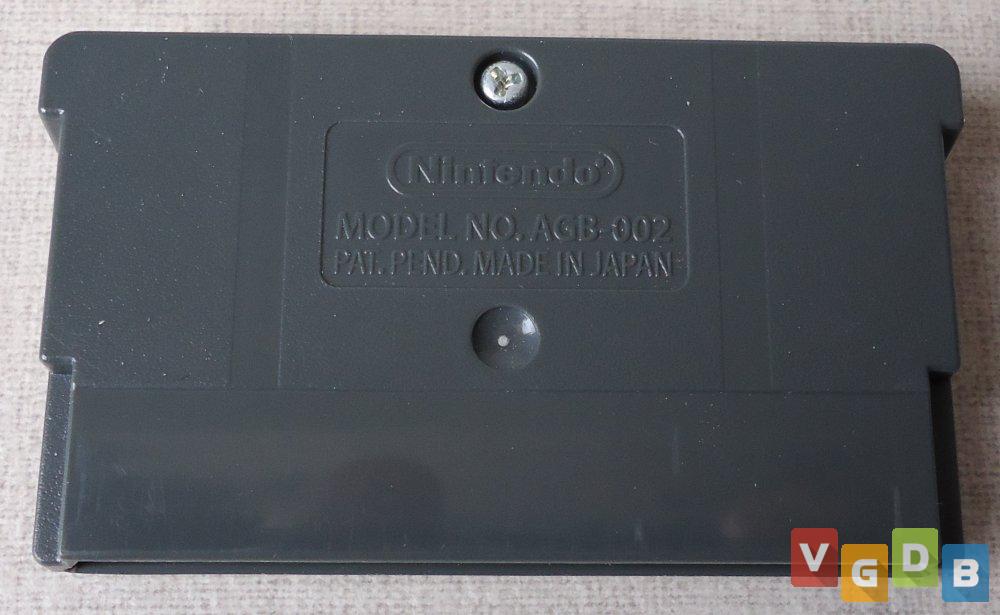 Nintendo
MODEL NO. AGB-002
PAT. PEND. MADE IN JAPAN
VGDB